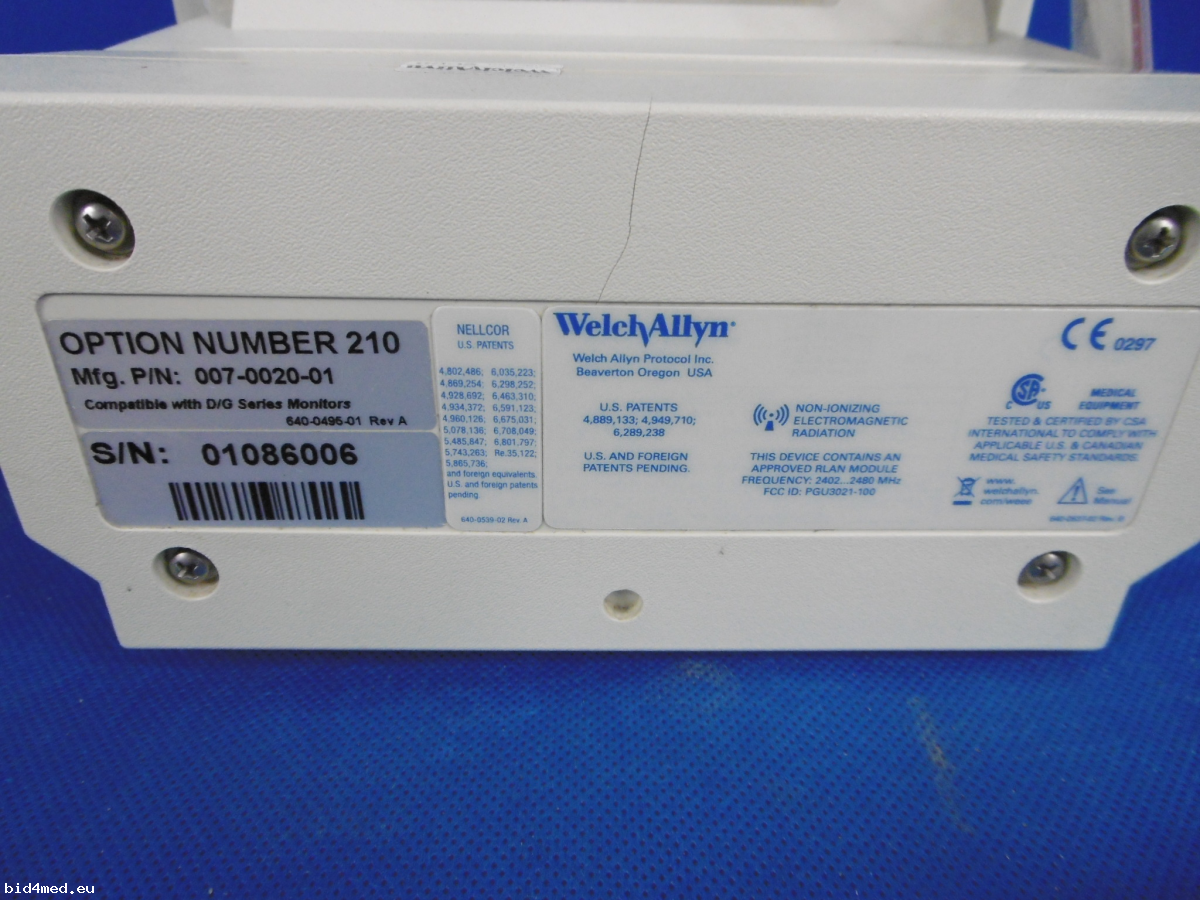 OPTION NUMBER 210
Mfg. P/N: 007-0020-01
Compatible with D/G Series Monitors
640-0495-01 Rev A
S/N: 01086006
NELLCOR
U.S. PATENTS
4,802,486; 6,035,223;
4,869,254; 6,298,252;
4,928,692; 6,463,310;
4,934,372; 6,591,123;
4,960,126; 6,675,031;
5,078,136; 6,708,049;
5,485,847; 6,801,797;
5,743,263; Re.35,122;
5,865,736;
and foreign equivalents.
U.S. and foreign patents
pending
640-0539-02 Rev A
WelchAllyn®
Welch Allyn Protocol Inc.
Beaverton Oregon USA
U.S. PATENTS
4,889,133; 4,949,710;
6,289,238
U.S. AND FOREIGN
PATENTS PENDING.
NON-IONIZING
ELECTROMAGNETIC
RADIATION
THIS DEVICE CONTAINS AN
APPROVED RLAN MODULE
FREQUENCY: 2402...2480 MHz
FCC ID: PGU3021-100
CE 0297
C SA US
MEDICAL
EQUIPMENT
TESTED & CERTIFIED BY CSA
INTERNATIONAL TO COMPLY WITH
APPLICABLE U.S. & CANADIAN
MEDICAL SAFETY STANDARDS.
www.
welchallyn.
com/weee
See
Manual
bid4med.eu